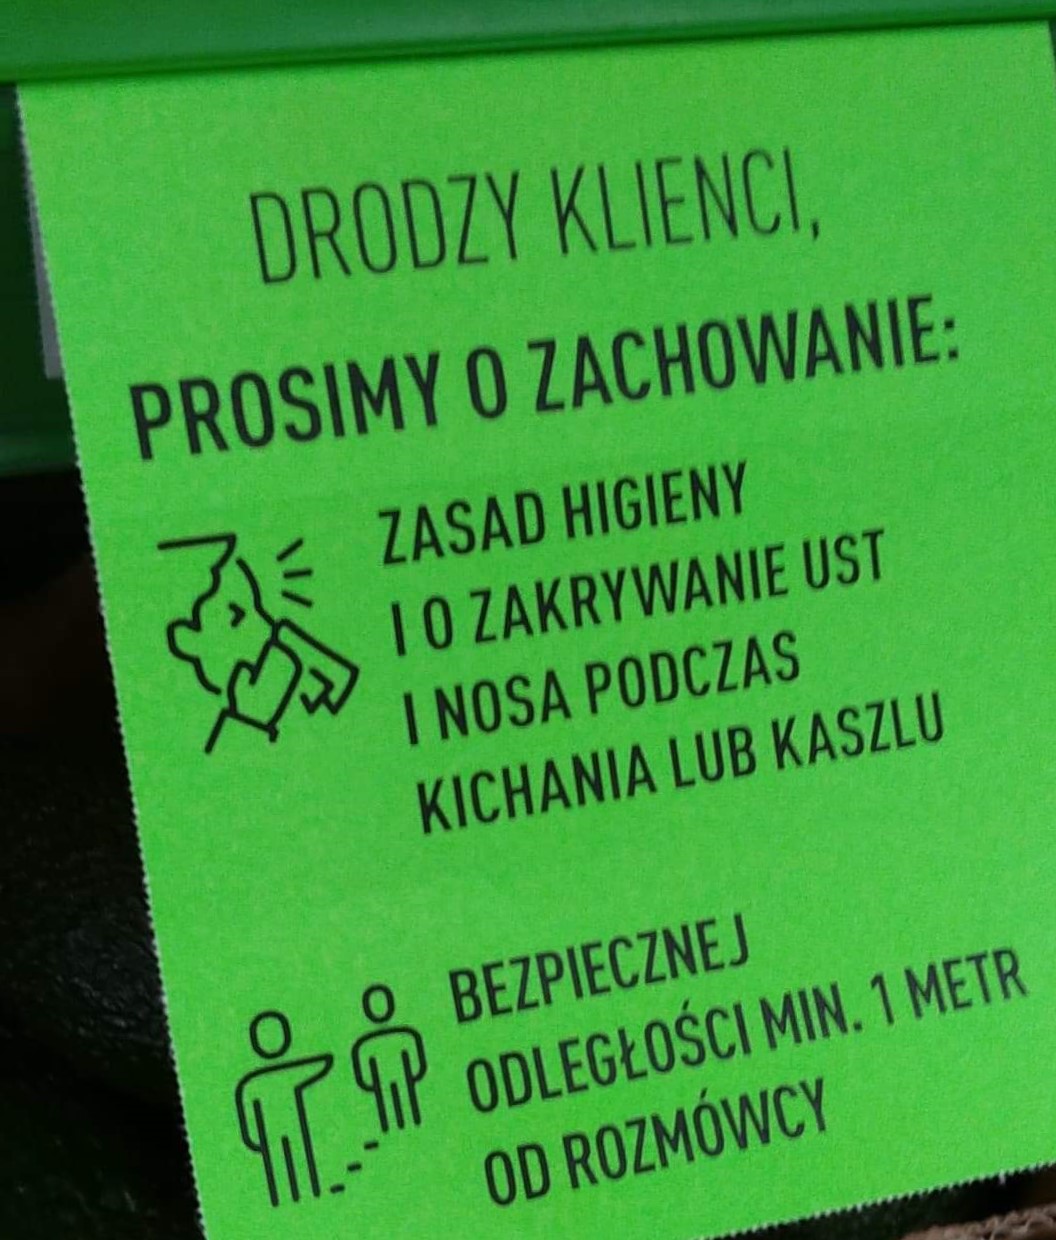 DRODZY KLIENCI,
PROSIMY O ZACHOWANIE:
ZASAD HIGIENY
I O ZAKRYWANIE UST
I NOSA PODCZAS
KICHANIA LUB KASZLU
BEZPIECZNEJ
ODLEGŁOŚCI MIN. 1 METR
OD ROZMÓWCY